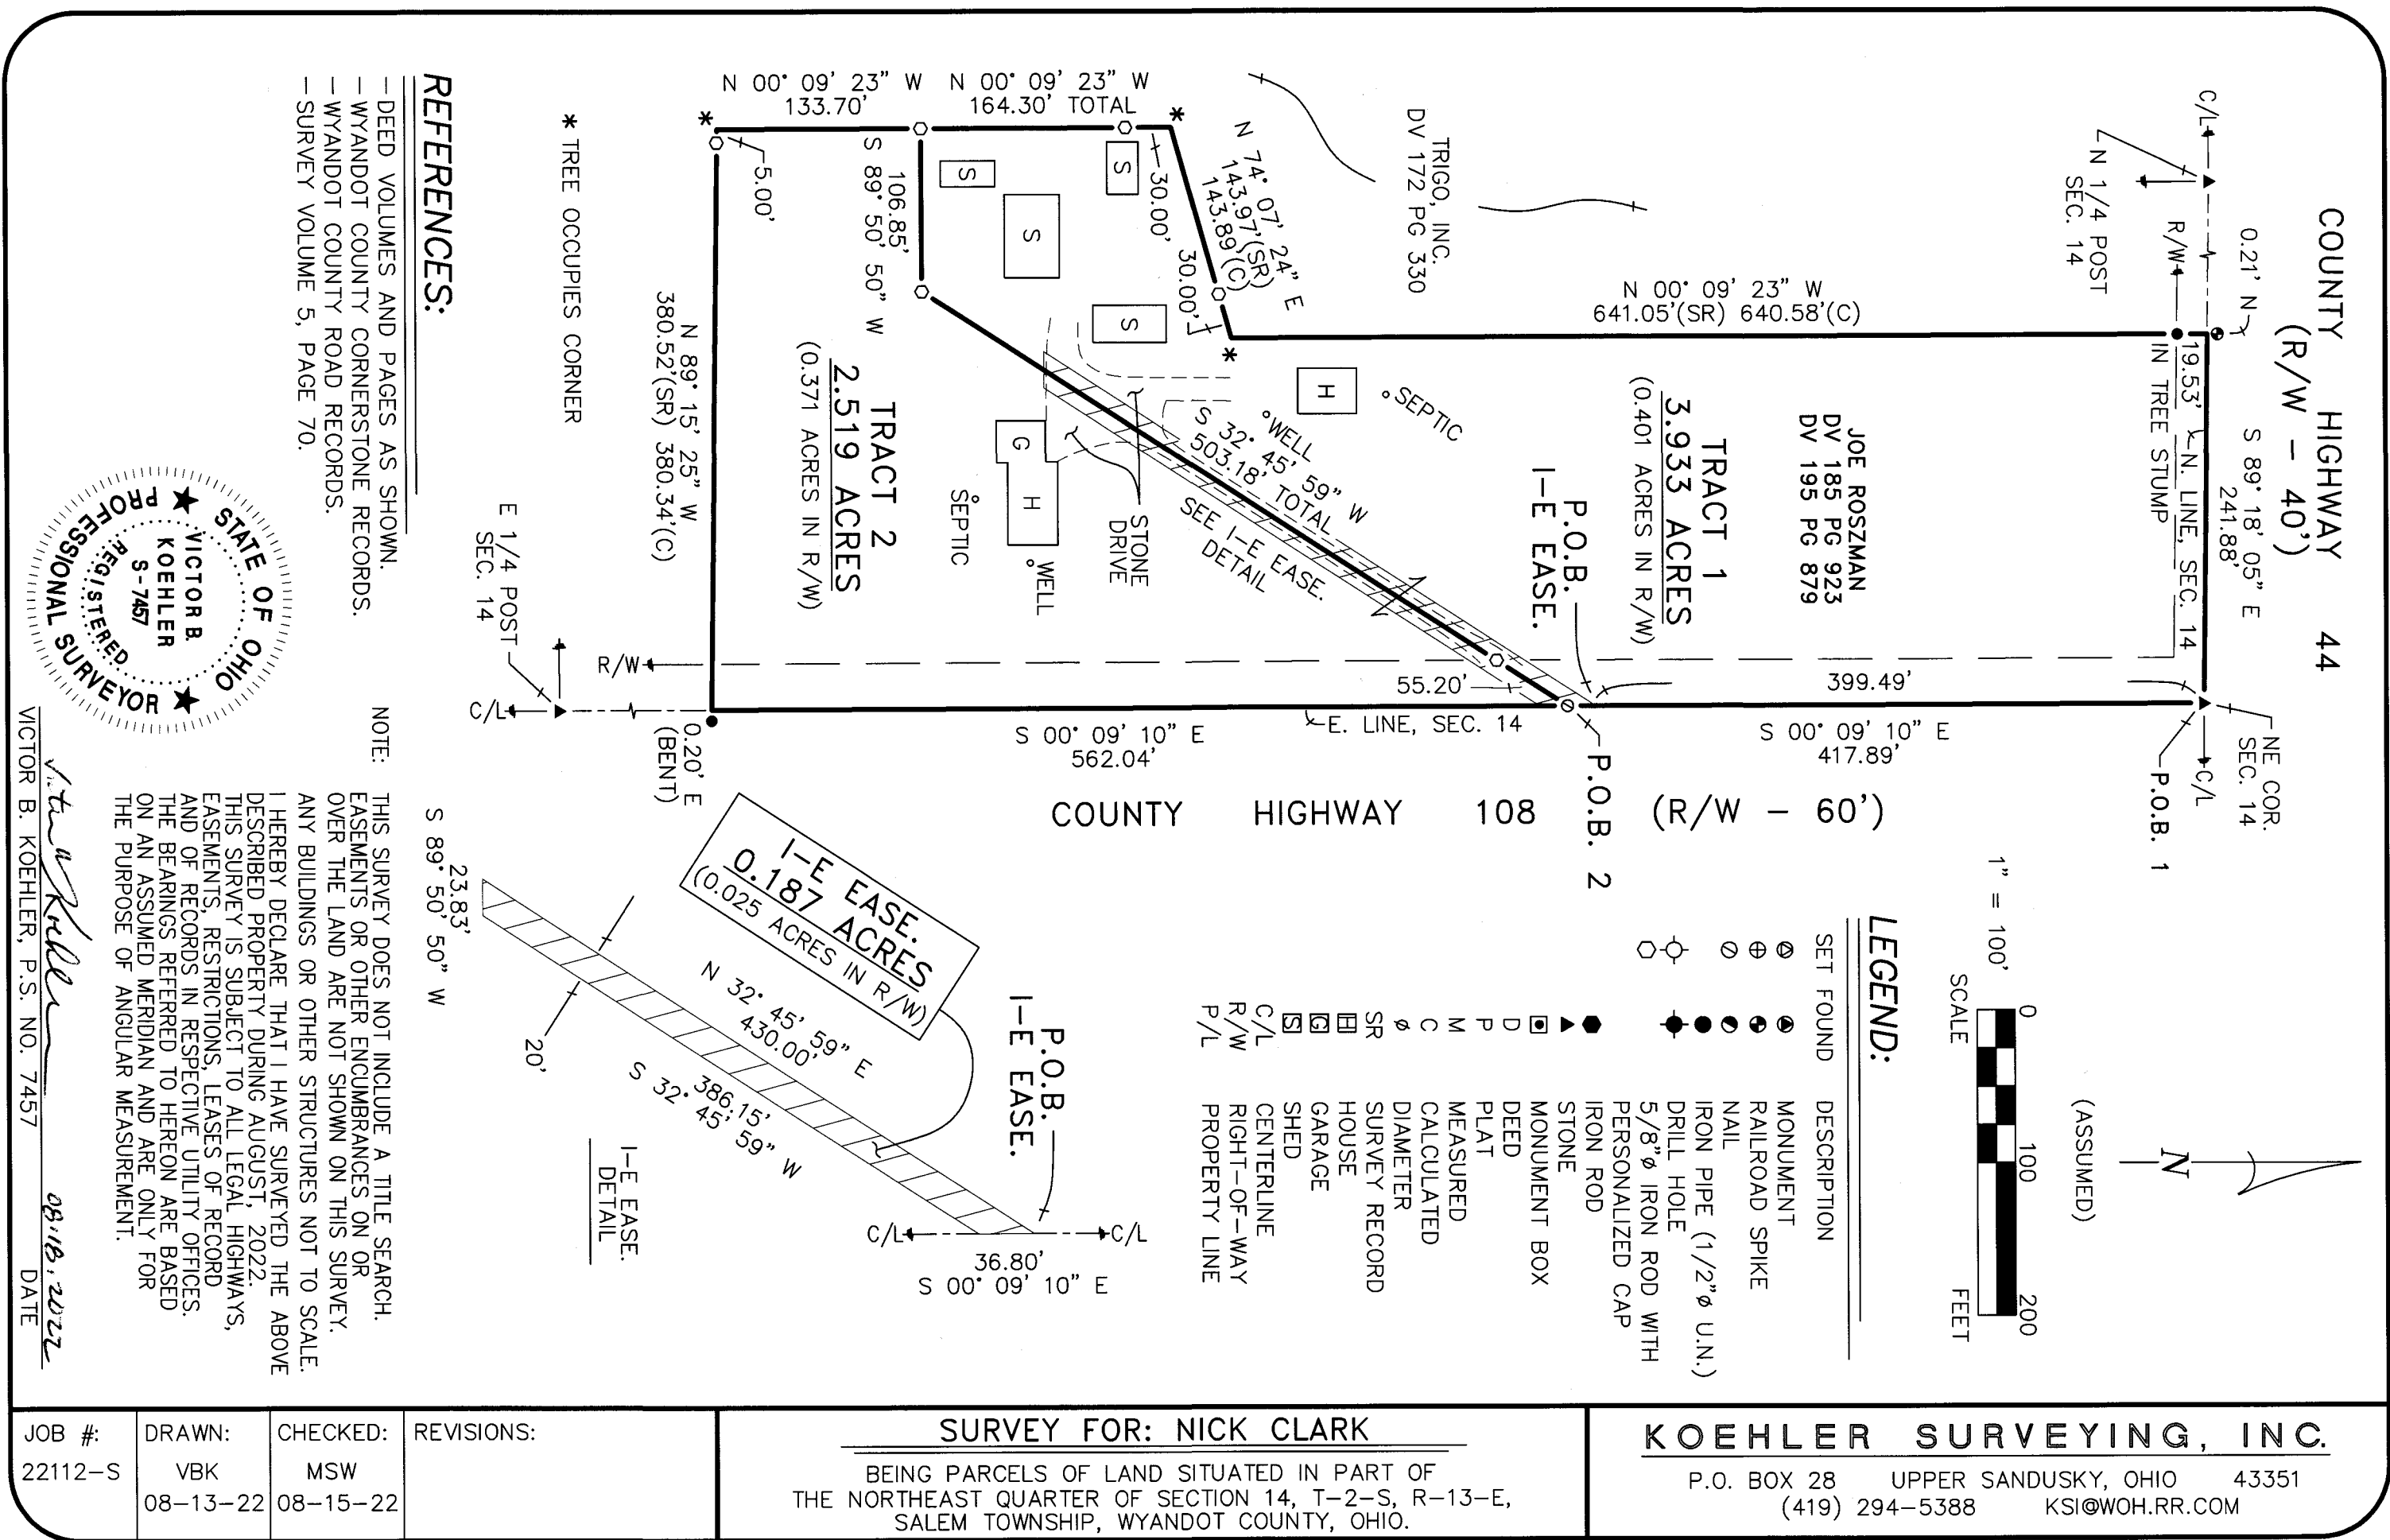 COUNTY HIGHWAY 44
(R/W - 40')
0.21' N
S 89° 18' 05" E
241.88'
C/L
N 1/4 POST
SEC. 14
R/W
19.53'
N. LINE, SEC. 14
IN TREE STUMP
NE COR.
SEC. 14
C/L
P.O.B. 1
N 00° 09' 23" W
641.05'(SR) 640.58'(C)
TRIGO, INC.
DV 172 PG 330
JOE ROSZMAN
DV 185 PG 923
DV 195 PG 879
TRACT 1
3.933 ACRES
(0.401 ACRES IN R/W)
P.O.B.
I-E EASE.
399.49'
S 00° 09' 10" E
417.89'
N 74° 07' 24" E
143.97'(SR)
143.89'(C)
30.00'
30.00'
N 00° 09' 23" W
164.30' TOTAL
N 00° 09' 23" W
133.70'
*
*
*
S
S
S
S
H
SEPTIC
WELL
S 32° 45' 59" W
503.18' TOTAL
SEE I-E EASE.
DETAIL
55.20'
P.O.B. 2
106.85'
S 89° 50' 50" W
5.00'
TRACT 2
2.519 ACRES
(0.371 ACRES IN R/W)
G
H
STONE
DRIVE
SEPTIC
WELL
N 89° 15' 25" W
380.52'(SR) 380.34'(C)
R/W
E. LINE, SEC. 14
S 00° 09' 10" E
562.04'
0.20' E
(BENT)
C/L
E 1/4 POST
SEC. 14
COUNTY HIGHWAY 108 (R/W - 60')
* TREE OCCUPIES CORNER
REFERENCES:
- DEED VOLUMES AND PAGES AS SHOWN.
- WYANDOT COUNTY CORNERSTONE RECORDS.
- WYANDOT COUNTY ROAD RECORDS.
- SURVEY VOLUME 5, PAGE 70.
STATE OF OHIO
VICTOR B.
KOEHLER
S-7457
REGISTERED
PROFESSIONAL SURVEYOR
(ASSUMED)
N
1" = 100'
0 100 200
SCALE FEET
LEGEND:
SET FOUND DESCRIPTION
MONUMENT
RAILROAD SPIKE
NAIL
IRON PIPE (1/2"ø U.N.)
DRILL HOLE
5/8"ø IRON ROD WITH
PERSONALIZED CAP
IRON ROD
STONE
MONUMENT BOX
D DEED
P PLAT
M MEASURED
C CALCULATED
ø DIAMETER
SR SURVEY RECORD
H HOUSE
G GARAGE
S SHED
C/L CENTERLINE
R/W RIGHT-OF-WAY
P/L PROPERTY LINE
I-E EASE.
0.187 ACRES
(0.025 ACRES IN R/W)
P.O.B.
I-E EASE.
C/L
C/L
36.80'
S 00° 09' 10" E
N 32° 45' 59" E
430.00'
386.15'
S 32° 45' 59" W
20'
23.83'
S 89° 50' 50" W
I-E EASE.
DETAIL
NOTE: THIS SURVEY DOES NOT INCLUDE A TITLE SEARCH.
EASEMENTS OR OTHER ENCUMBRANCES ON OR
OVER THE LAND ARE NOT SHOWN ON THIS SURVEY.
ANY BUILDINGS OR OTHER STRUCTURES NOT TO SCALE.
I HEREBY DECLARE THAT I HAVE SURVEYED THE ABOVE
DESCRIBED PROPERTY DURING AUGUST, 2022.
THIS SURVEY IS SUBJECT TO ALL LEGAL HIGHWAYS,
EASEMENTS, RESTRICTIONS, LEASES OF RECORD
AND OF RECORDS IN RESPECTIVE UTILITY OFFICES.
THE BEARINGS REFERRED TO HEREON ARE BASED
ON AN ASSUMED MERIDIAN AND ARE ONLY FOR
THE PURPOSE OF ANGULAR MEASUREMENT.
08-18-2022
VICTOR B. KOEHLER, P.S. NO. 7457 DATE
JOB #:
22112-S
DRAWN:
VBK
08-13-22
CHECKED:
MSW
08-15-22
REVISIONS:
SURVEY FOR: NICK CLARK
BEING PARCELS OF LAND SITUATED IN PART OF
THE NORTHEAST QUARTER OF SECTION 14, T-2-S, R-13-E,
SALEM TOWNSHIP, WYANDOT COUNTY, OHIO.
KOEHLER SURVEYING, INC.
P.O. BOX 28 UPPER SANDUSKY, OHIO 43351
(419) 294-5388 KSI@WOH.RR.COM